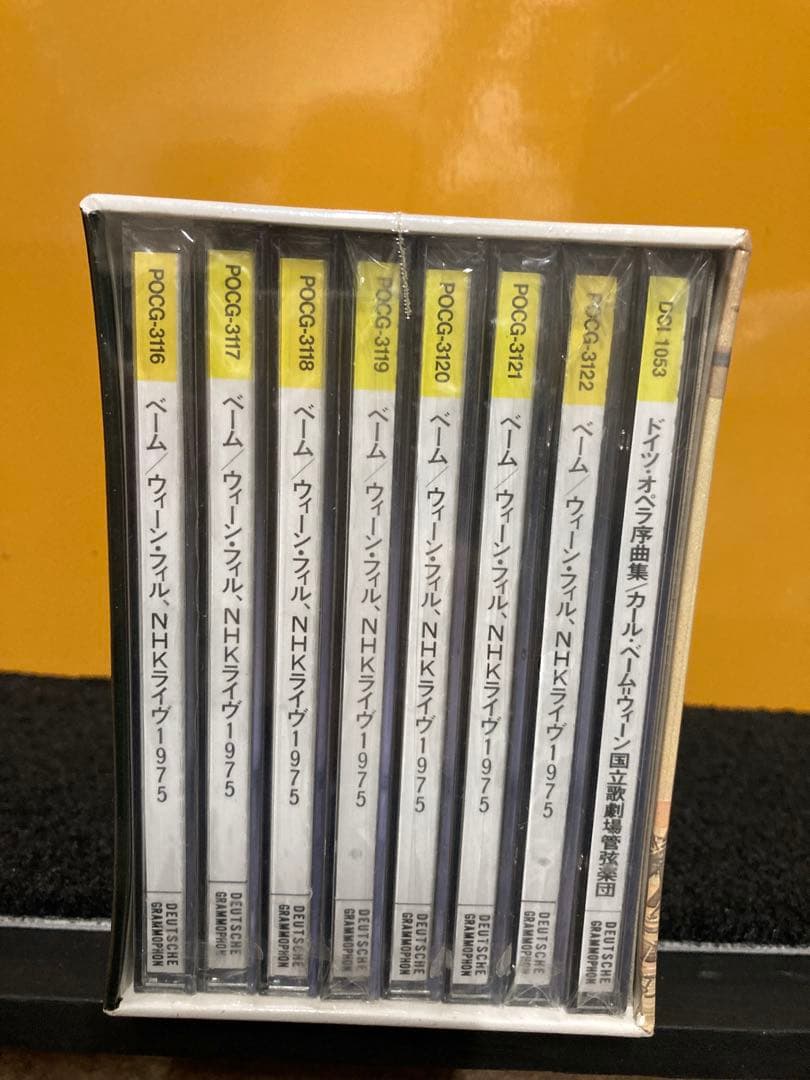 POCG-3116
ベーム/ウィーン・フィル、NHKライヴ1975
DEUTSCHE
GRAMMOPHON
POCG-3117
ベーム/ウィーン・フィル、NHKライヴ1975
DEUTSCHE
GRAMMOPHON
POCG-3118
ベーム/ウィーン・フィル、NHKライヴ1975
DEUTSCHE
GRAMMOPHON
POCG-3119
ベーム/ウィーン・フィル、NHKライヴ1975
DEUTSCHE
GRAMMOPHON
POCG-3120
ベーム/ウィーン・フィル、NHKライヴ1975
DEUTSCHE
GRAMMOPHON
POCG-3121
ベーム/ウィーン・フィル、NHKライヴ1975
DEUTSCHE
GRAMMOPHON
POCG-3122
ベーム/ウィーン・フィル、NHKライヴ1975
DEUTSCHE
GRAMMOPHON
DCI 1053
ドイツ・オペラ序曲集/カール・ベーム=ウィーン国立歌劇場管弦楽団
DEUTSCHE
GRAMMOPHON